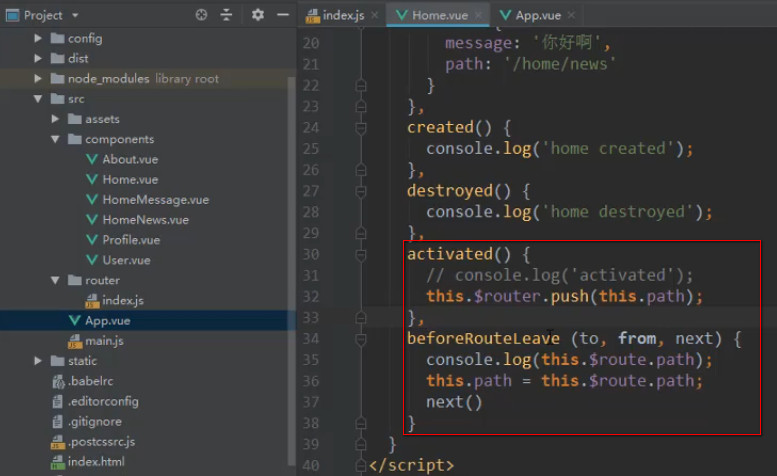 Project
config
dist
node_modules library root
src
assets
components
About.vue
Home.vue
HomeMessage.vue
HomeNews.vue
Profile.vue
User.vue
router
index.js
App.vue
main.js
static
.babelrc
.editorconfig
.gitignore
.postcssrc.js
index.html
index.js Home.vue App.vue
20 message: '你好啊',
21 path: '/home/news'
22 }
23 },
24 created() {
25 console.log('home created');
26 },
27 destroyed() {
28 console.log('home destroyed');
29 },
30 activated() {
31 // console.log('activated');
32 this.$router.push(this.path);
33 },
34 beforeRouteLeave (to, from, next) {
35 console.log(this.$route.path);
36 this.path = this.$route.path;
37 next()
38 }
39 }
40 </script>